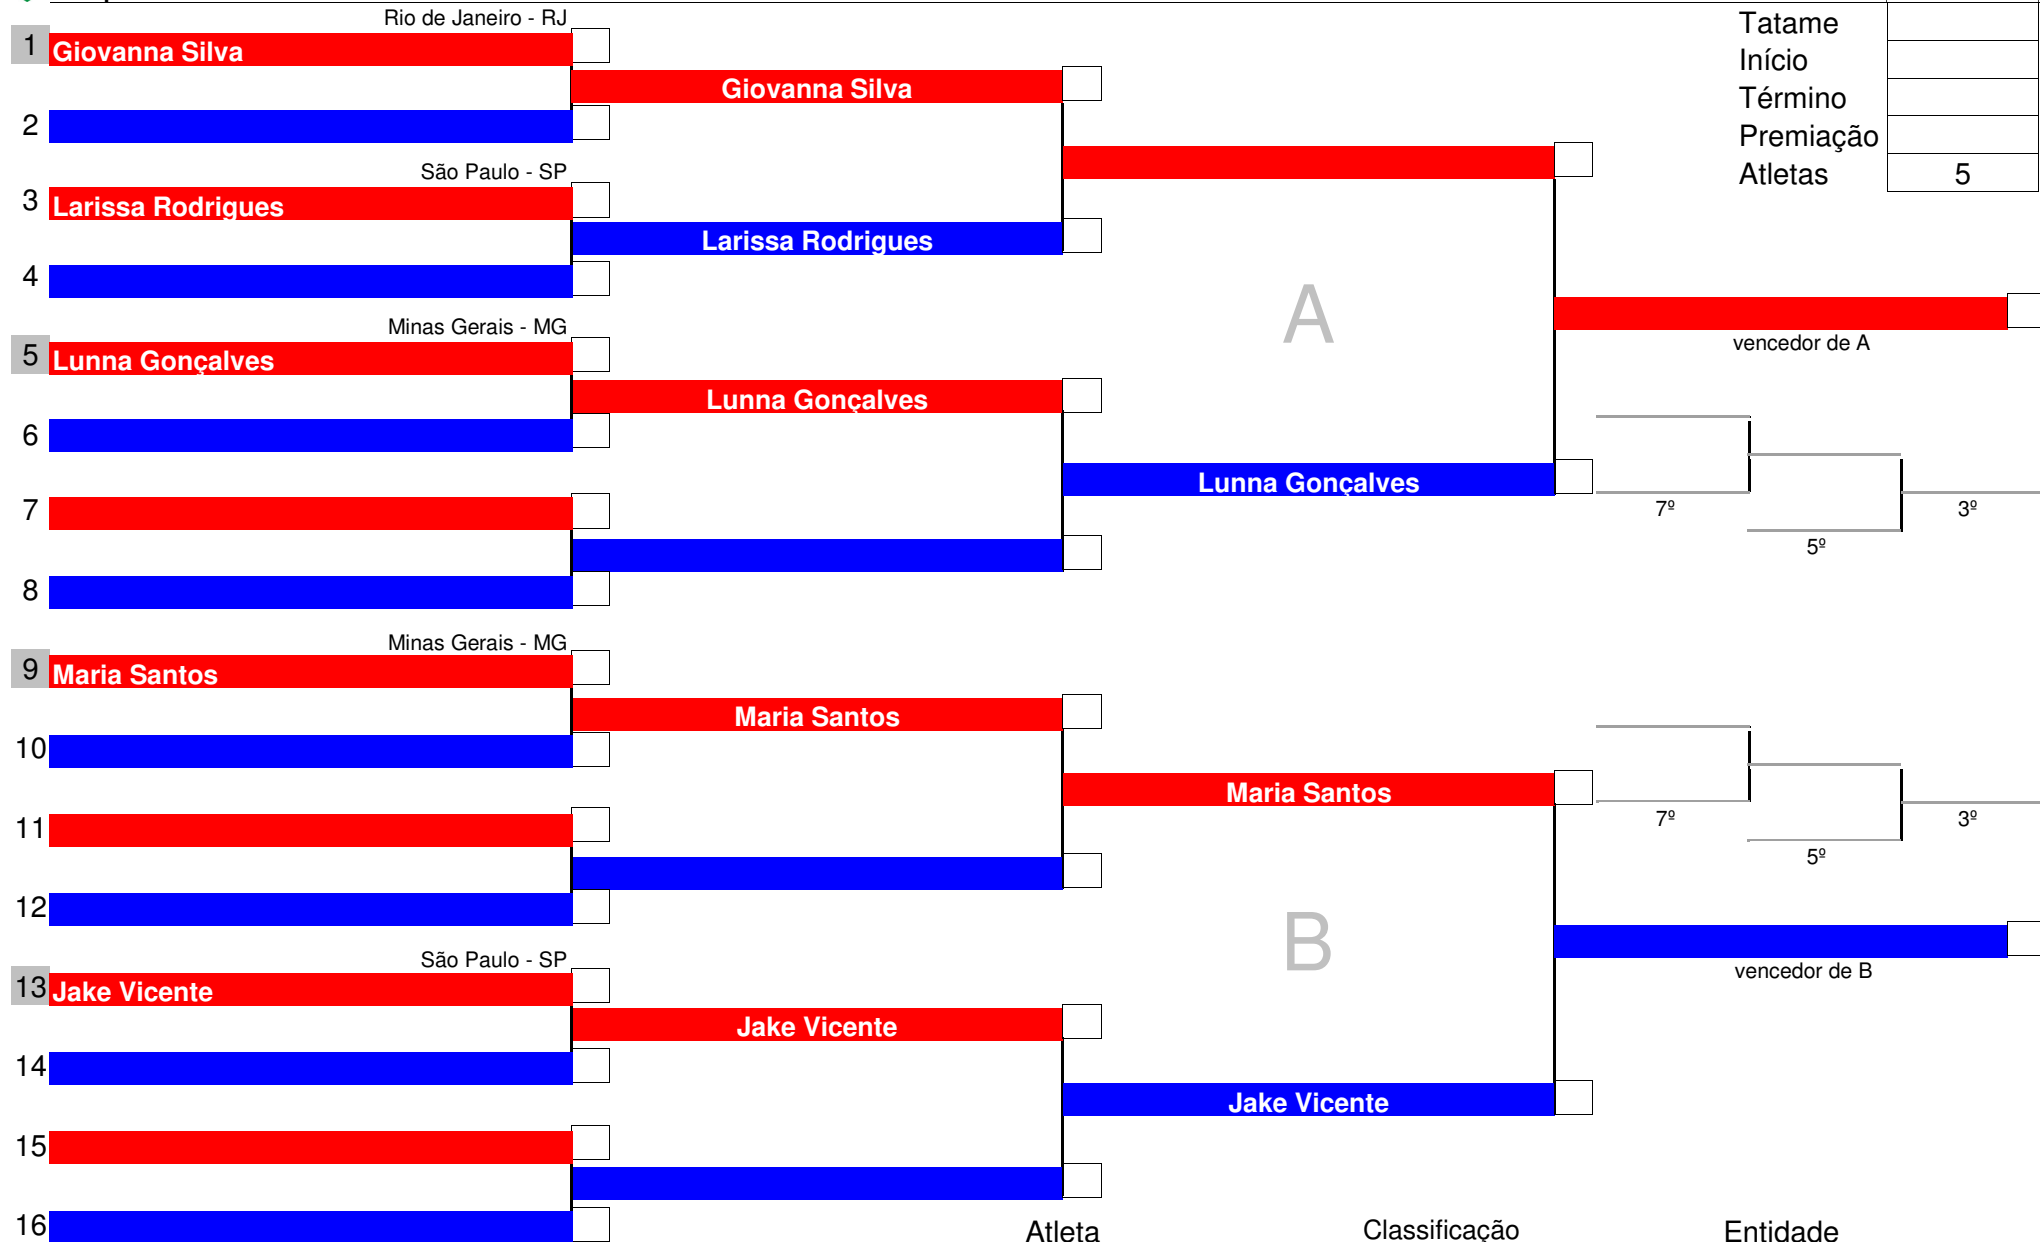 Rio de Janeiro - RJ
Tatame
1 Giovanna Silva
Início
Giovanna Silva
Término
2
Premiação
São Paulo - SP
Atletas 5
3 Larissa Rodrigues
Larissa Rodrigues
4
A
Minas Gerais - MG
vencedor de A
5 Lunna Gonçalves
Lunna Gonçalves
6
Lunna Gonçalves
7
7º 3º
5º
8
Minas Gerais - MG
9 Maria Santos
Maria Santos
10
Maria Santos
11
7º 3º
5º
12
B
São Paulo - SP
vencedor de B
13 Jake Vicente
Jake Vicente
14
Jake Vicente
15
16
Atleta Classificação Entidade